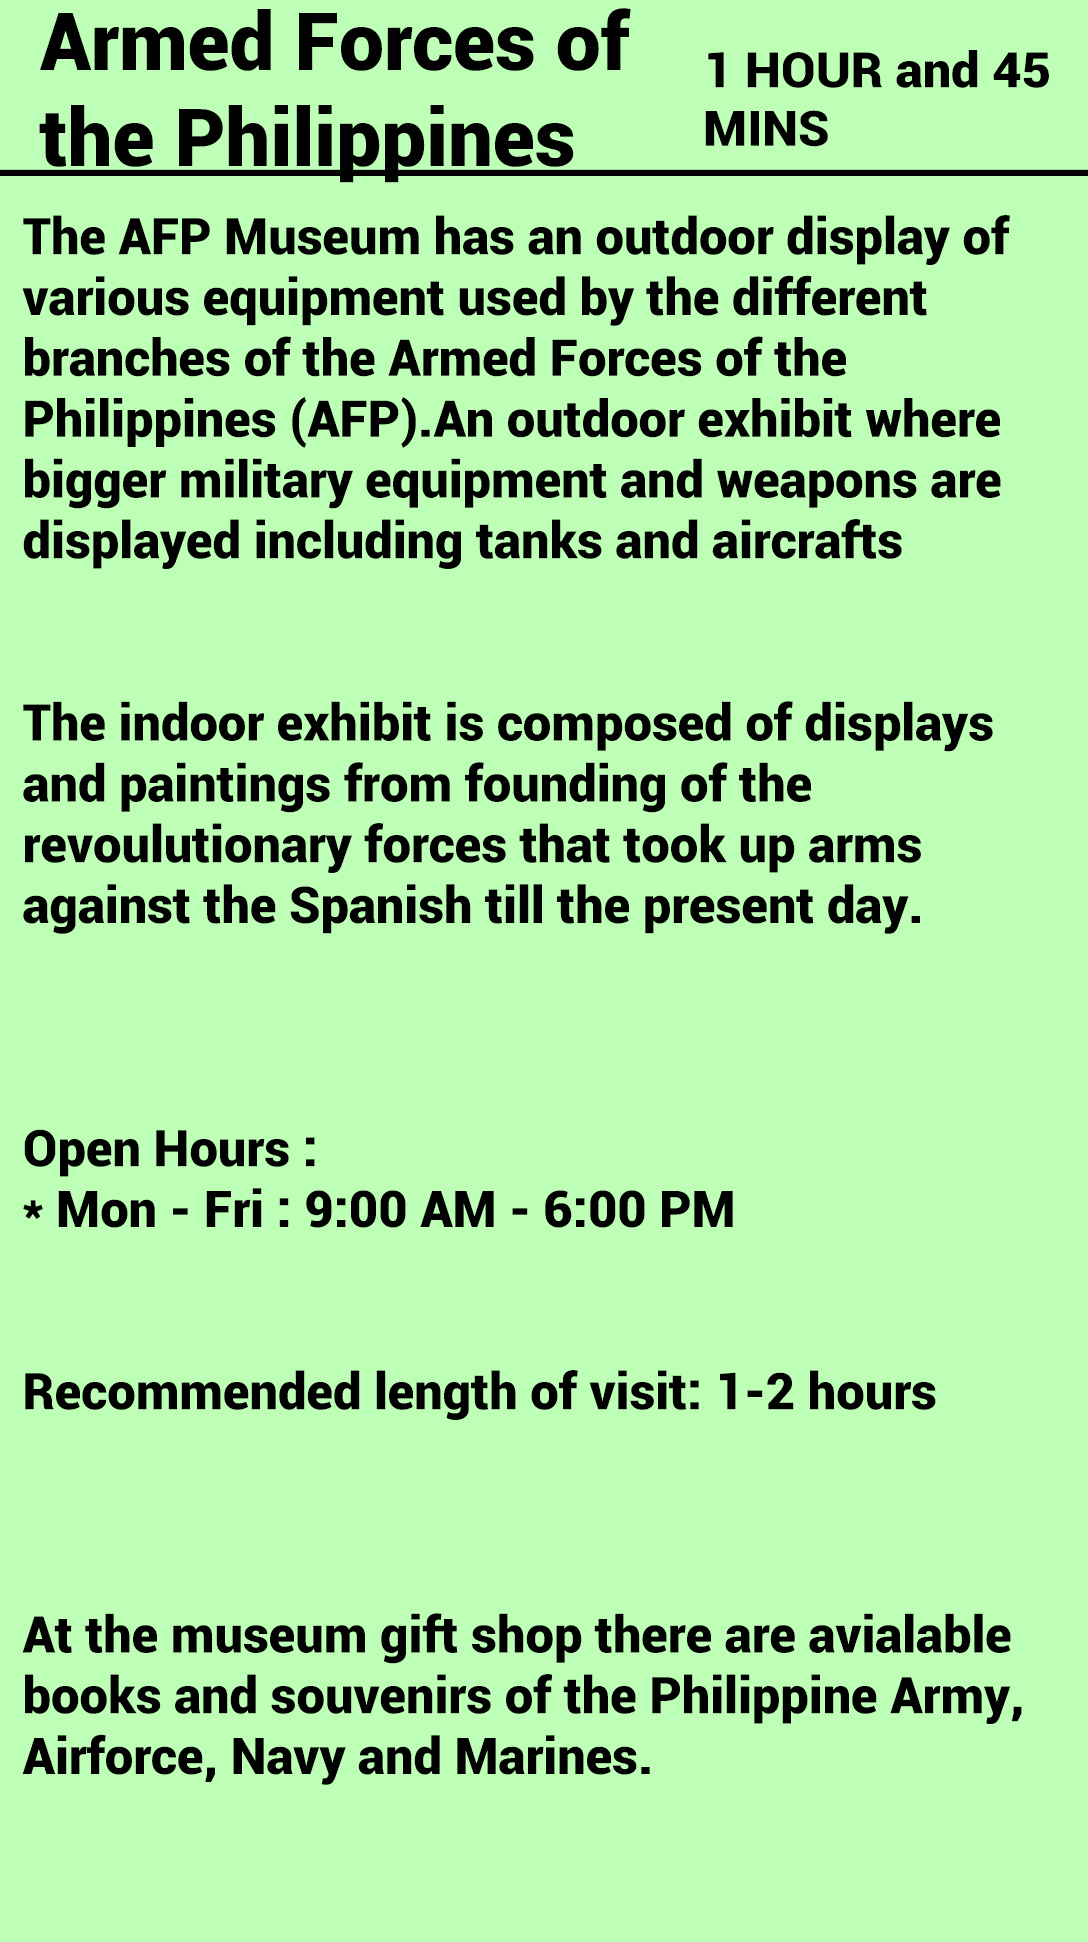 Armed Forces of
the Philippines
1 HOUR and 45
MINS
The AFP Museum has an outdoor display of
various equipment used by the different
branches of the Armed Forces of the
Philippines (AFP).An outdoor exhibit where
bigger military equipment and weapons are
displayed including tanks and aircrafts
The indoor exhibit is composed of displays
and paintings from founding of the
revoulutionary forces that took up arms
against the Spanish till the present day.
Open Hours :
* Mon - Fri : 9:00 AM - 6:00 PM
Recommended length of visit: 1-2 hours
At the museum gift shop there are avialable
books and souvenirs of the Philippine Army,
Airforce, Navy and Marines.